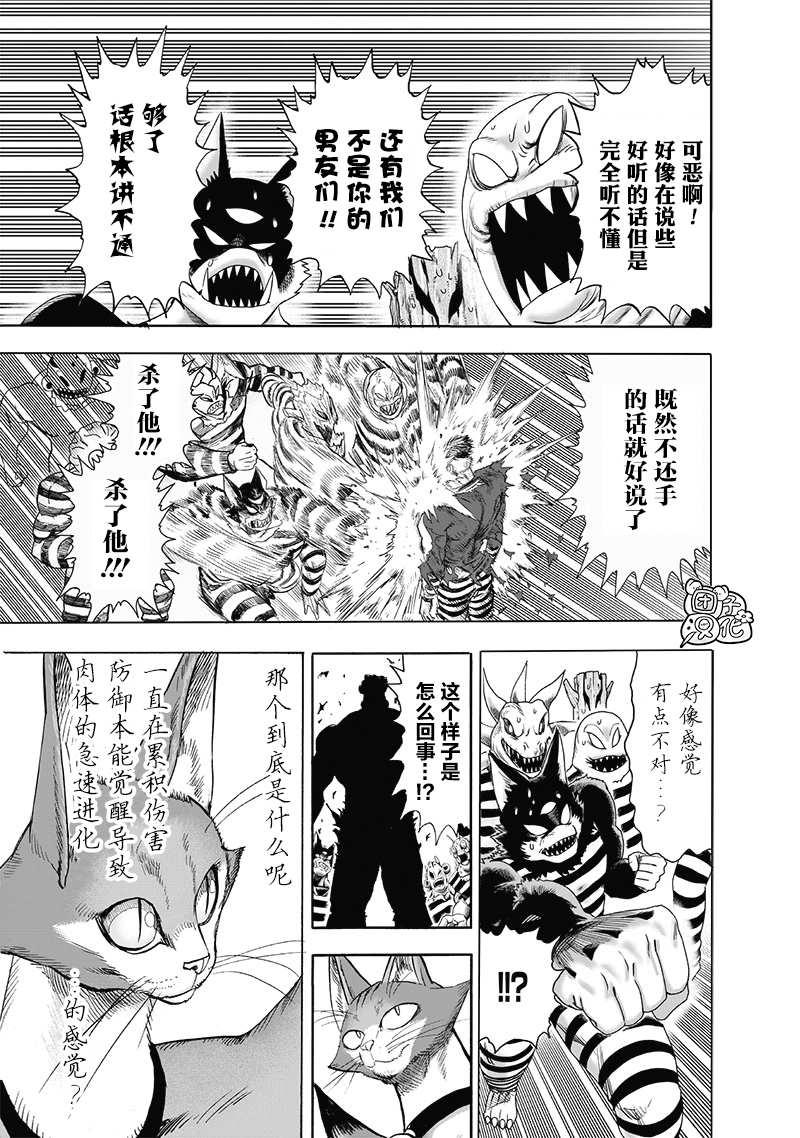 可恶啊！
好像在说些
好听的话但是
完全听不懂
还有我们
不是你的
男友们!!
够了
话根本讲不通
既然不还手
的话就好说了
杀了他!!!
杀了他!!!
团子
只化
好像感觉
有点不对…?
!!?
这个样子是
怎么回事…!?
那个到底是什么呢
一直在累积伤害
防御本能觉醒导致
肉体的急速进化
…的感觉?